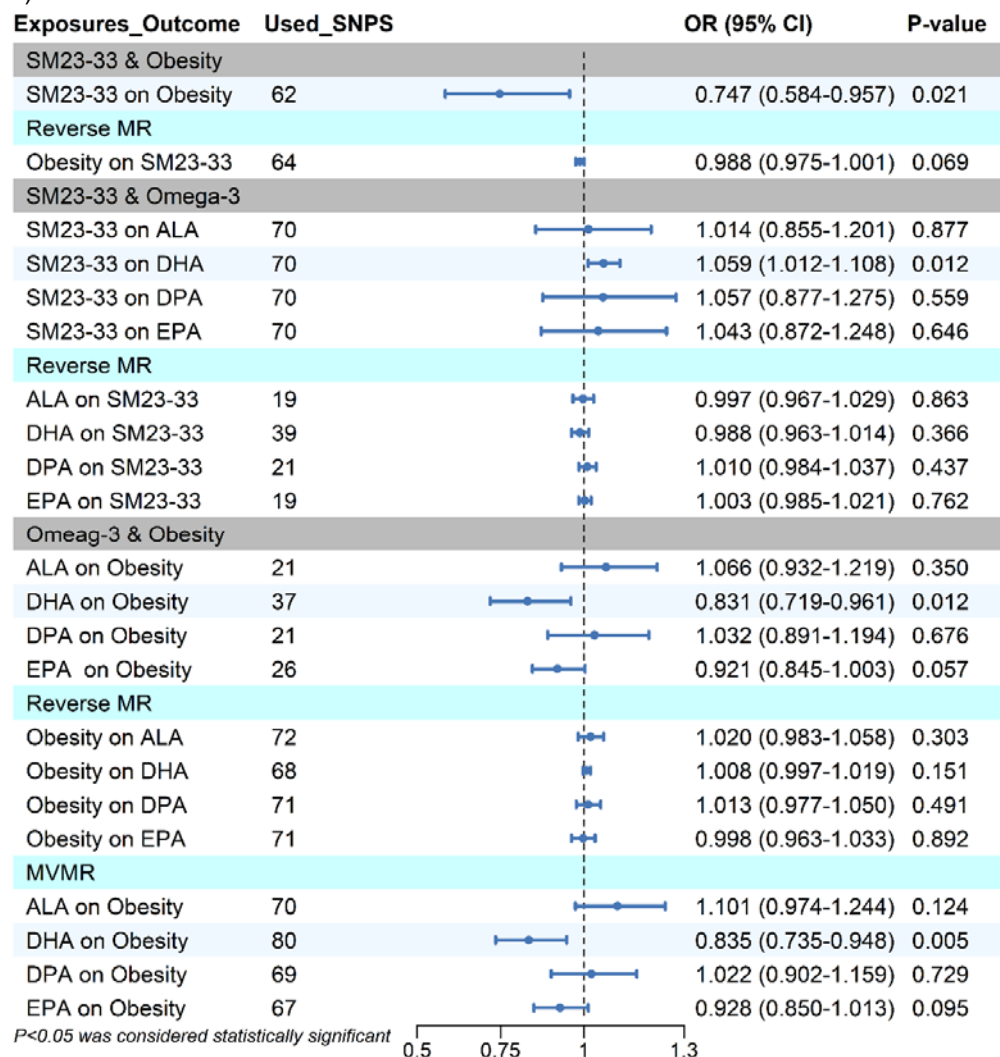 Exposures_Outcome Used_SNPS OR (95% CI) P-value
SM23-33 & Obesity
SM23-33 on Obesity 62 0.747 (0.584-0.957) 0.021
Reverse MR
Obesity on SM23-33 64 0.988 (0.975-1.001) 0.069
SM23-33 & Omega-3
SM23-33 on ALA 70 1.014 (0.855-1.201) 0.877
SM23-33 on DHA 70 1.059 (1.012-1.108) 0.012
SM23-33 on DPA 70 1.057 (0.877-1.275) 0.559
SM23-33 on EPA 70 1.043 (0.872-1.248) 0.646
Reverse MR
ALA on SM23-33 19 0.997 (0.967-1.029) 0.863
DHA on SM23-33 39 0.988 (0.963-1.014) 0.366
DPA on SM23-33 21 1.010 (0.984-1.037) 0.437
EPA on SM23-33 19 1.003 (0.985-1.021) 0.762
Omeag-3 & Obesity
ALA on Obesity 21 1.066 (0.932-1.219) 0.350
DHA on Obesity 37 0.831 (0.719-0.961) 0.012
DPA on Obesity 21 1.032 (0.891-1.194) 0.676
EPA on Obesity 26 0.921 (0.845-1.003) 0.057
Reverse MR
Obesity on ALA 72 1.020 (0.983-1.058) 0.303
Obesity on DHA 68 1.008 (0.997-1.019) 0.151
Obesity on DPA 71 1.013 (0.977-1.050) 0.491
Obesity on EPA 71 0.998 (0.963-1.033) 0.892
MVMR
ALA on Obesity 70 1.101 (0.974-1.244) 0.124
DHA on Obesity 80 0.835 (0.735-0.948) 0.005
DPA on Obesity 69 1.022 (0.902-1.159) 0.729
EPA on Obesity 67 0.928 (0.850-1.013) 0.095
P<0.05 was considered statistically significant
0.5 0.75 1 1.3